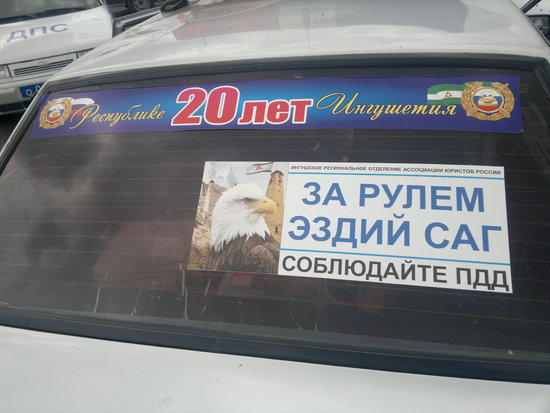 ДПС
Республике 20 лет Ингушетия
ИНГУШСКОЕ РЕГИОНАЛЬНОЕ ОТДЕЛЕНИЕ АССОЦИАЦИИ ЮРИСТОВ РОССИИ
ЗА РУЛЕМ
ЭЗДИЙ САГ
СОБЛЮДАЙТЕ ПДД